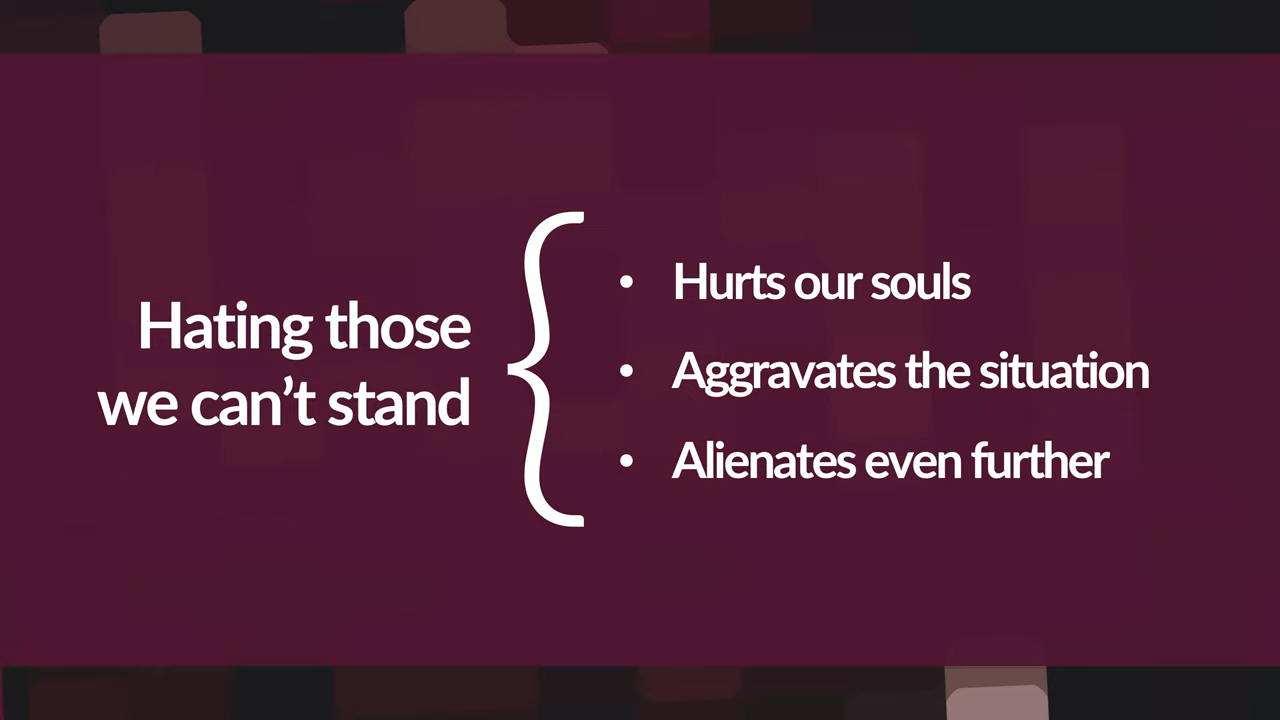 Hating those
we can’t stand
• Hurts our souls
• Aggravates the situation
• Alienates even further